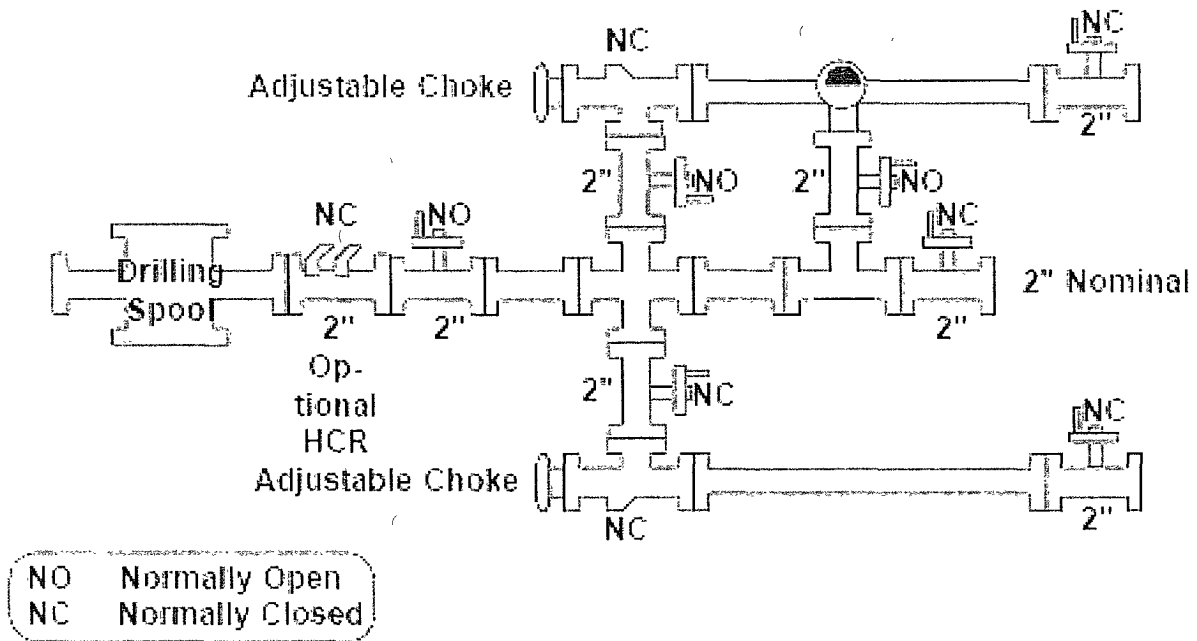 NC
NC
Adjustable Choke
2"
2"
NO
2"
NO
NC
NO
NC
Drilling
Spool
2" Nominal
2"
2"
2"
Op-
tional
HCR
2"
NC
NC
Adjustable Choke
NC
2"
NO Normally Open
NC Normally Closed